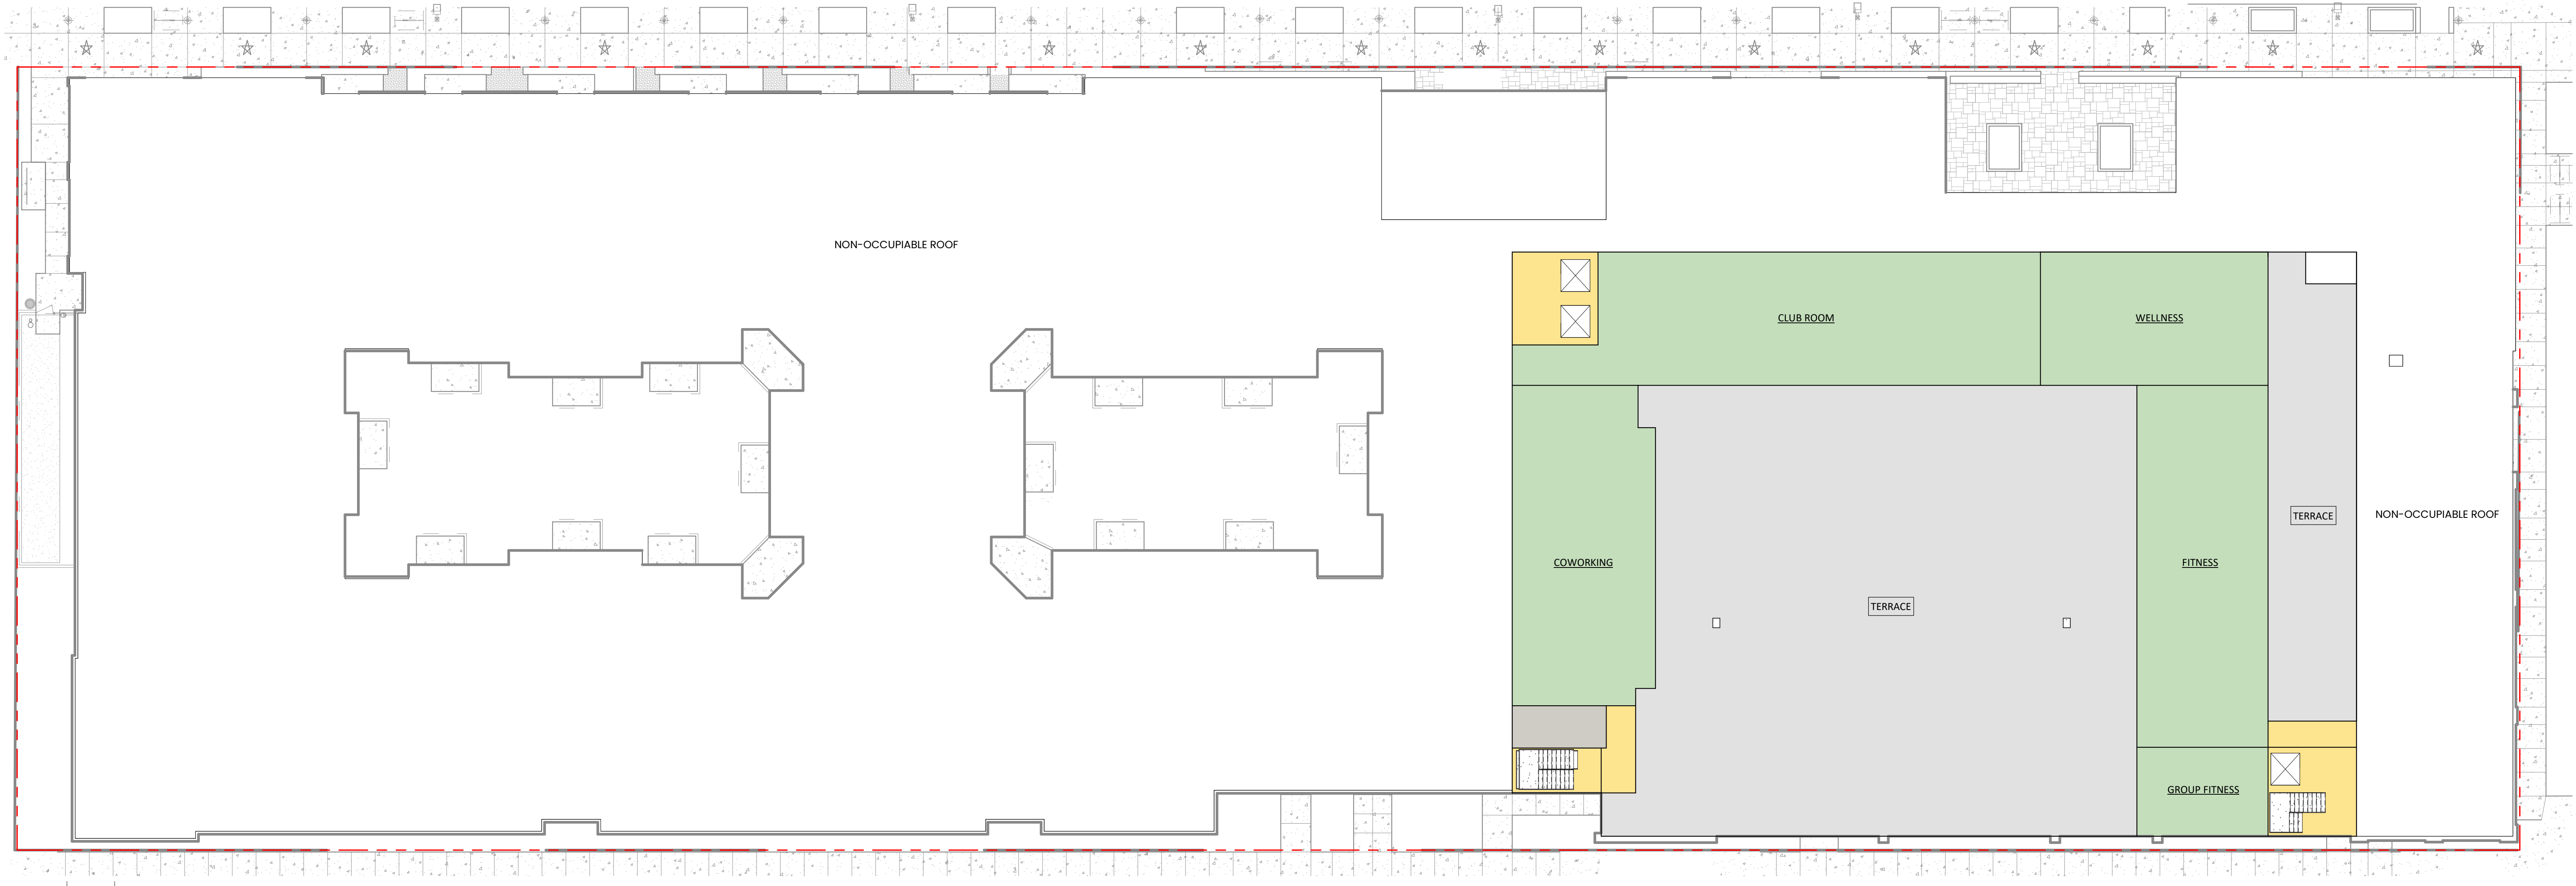 NON-OCCUPIABLE ROOF
CLUB ROOM
WELLNESS
TERRACE
NON-OCCUPIABLE ROOF
COWORKING
FITNESS
TERRACE
GROUP FITNESS